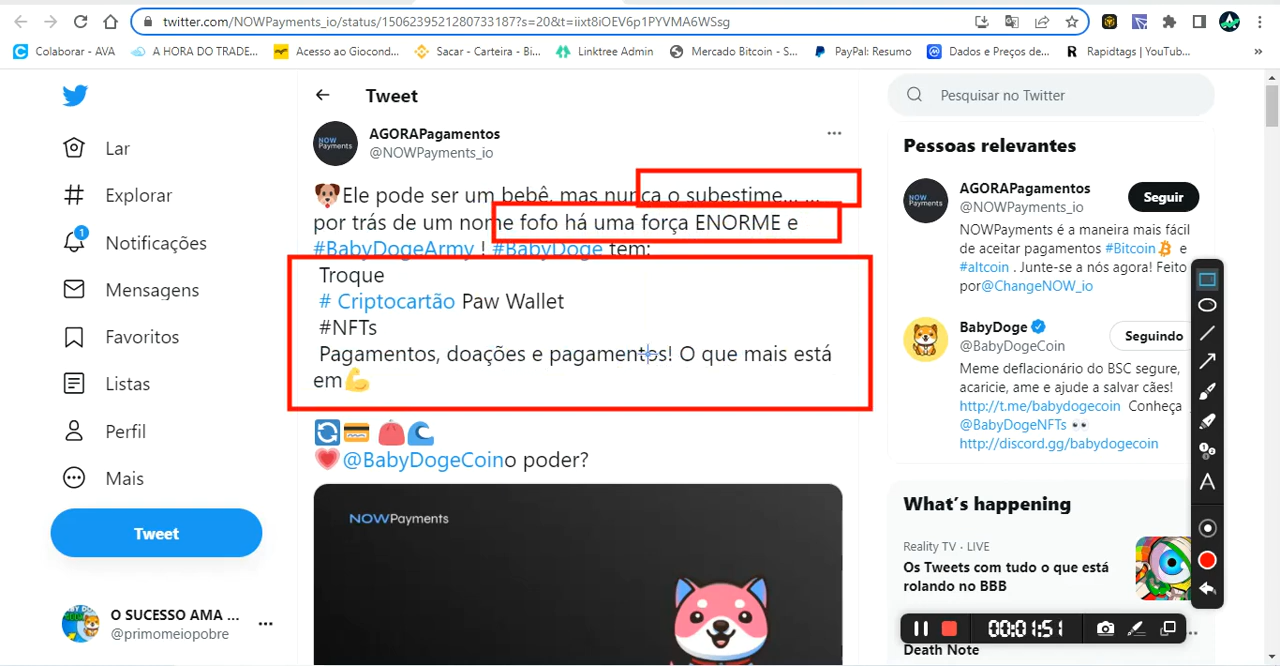 twitter.com/NOWPayments_io/status/1506239521280733187?s=20&t=iixt8iOEV6p1PYVMA6WSsg
Colaborar - AVA
A HORA DO TRADE...
Acesso ao Giocond...
Sacar - Carteira - Bi...
Linktree Admin
Mercado Bitcoin - S...
PayPal: Resumo
Dados e Preços de...
Rapidtags | YouTub...
Lar
Explorar
1
Notificações
Mensagens
Favoritos
Listas
Perfil
Mais
Tweet
O SUCESSO AMA ...
@primomeiopobre
Tweet
NOW Payments
AGORAPagamentos
@NOWPayments_io
Ele pode ser um bebê, mas nunca o subestime... ...
por trás de um nome fofo há uma força ENORME e
#BabyDogeArmy ! #BabyDoge tem:
Troque
# Criptocartão Paw Wallet
#NFTs
Pagamentos, doações e pagamentos! O que mais está
em
@BabyDogeCoino poder?
NOWPayments
Pesquisar no Twitter
Pessoas relevantes
NOW Payments
AGORAPagamentos
@NOWPayments_io
Seguir
NOWPayments é a maneira mais fácil
de aceitar pagamentos #Bitcoin e
#altcoin . Junte-se a nós agora! Feito
por@ChangeNOW_io
BabyDoge
@BabyDogeCoin
Seguindo
Meme deflacionário do BSC segure,
acaricie, ame e ajude a salvar cães!
http://t.me/babydogecoin Conheça
@BabyDogeNFTs
http://discord.gg/babydogecoin
What's happening
Reality TV · LIVE
Os Tweets com tudo o que está
rolando no BBB
00:01:51
Death Note